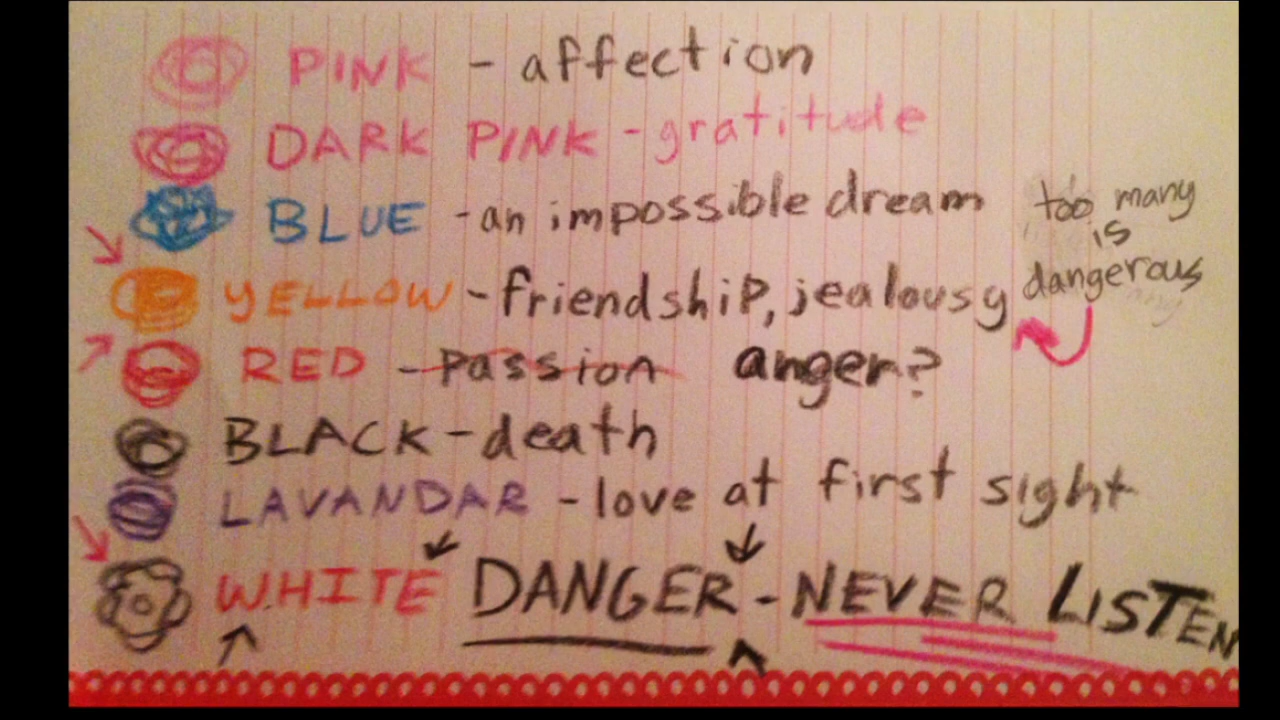 PINK - affection
DARK PINK - gratitude
BLUE - an impossible dream
too many
is
dangerous
YELLOW - friendship, jealousy
RED - passion anger?
BLACK - death
LAVANDAR - love at first sight
WHITE DANGER - NEVER LISTEN